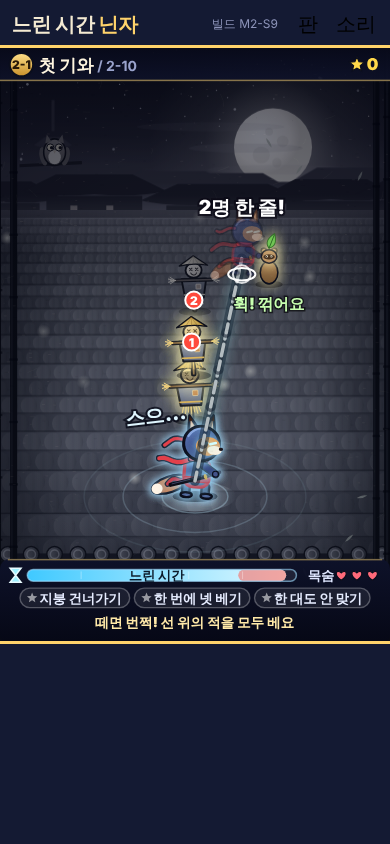 느린 시간 닌자 빌드 M2-S9 판 소리
2-1 첫 기와 / 2-10 ★ 0
2명 한 줄!
2
휙! 꺾어요
1
스으...
느린 시간 목숨
★ 지붕 건너가기 ★ 한 번에 넷 베기 ★ 한 대도 안 맞기
떼면 번쩍! 선 위의 적을 모두 베요